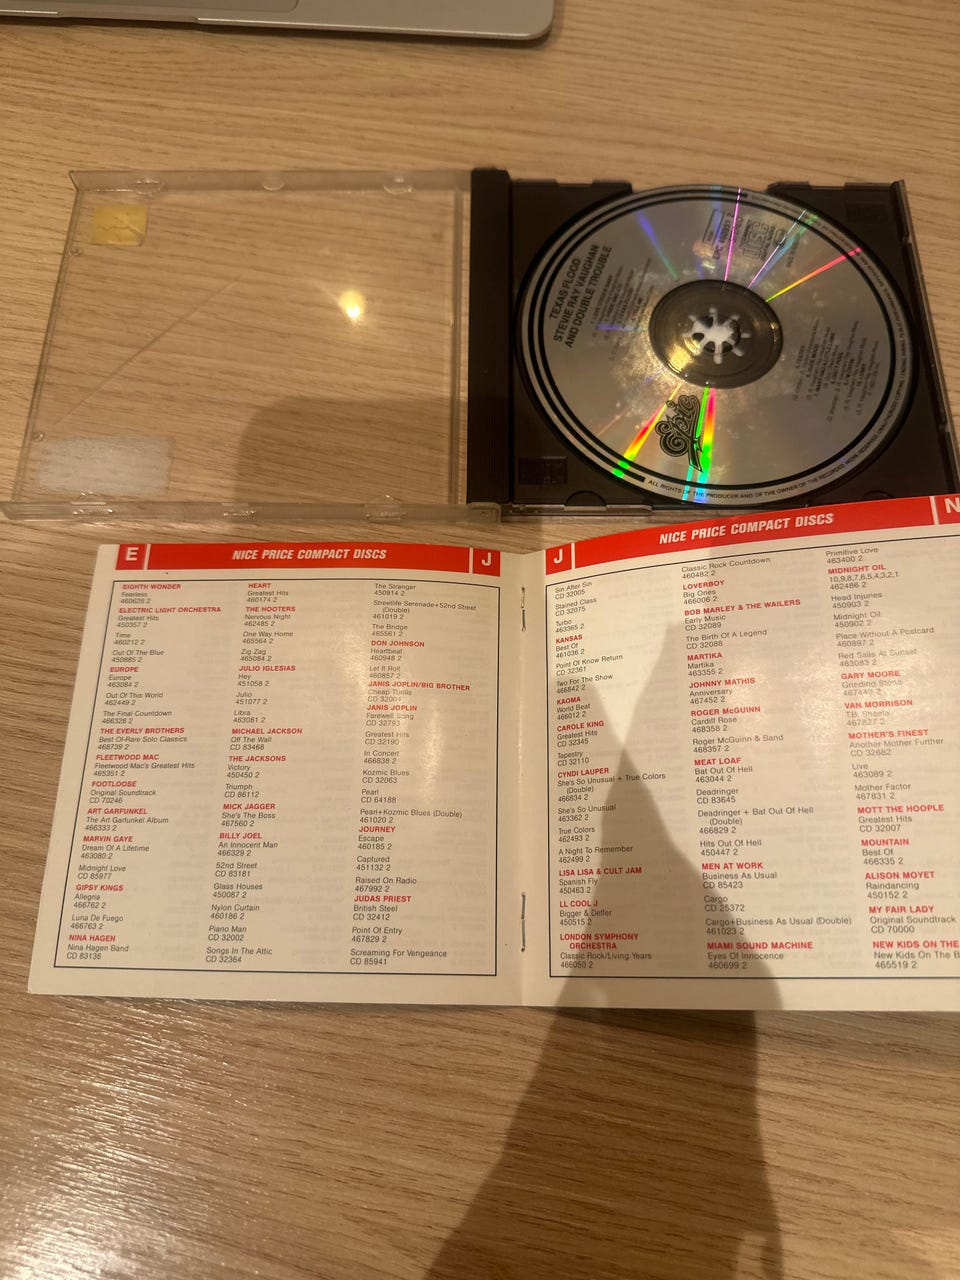 TEXAS FLOOD
STEVIE RAY VAUGHAN
AND DOUBLE TROUBLE
Epic
ALL RIGHTS OF THE PRODUCER AND OF THE OWNER OF THE RECORDED WORK RESERVED.
E
NICE PRICE COMPACT DISCS
J
EIGHTH WONDER
Fearless
460628 2
ELECTRIC LIGHT ORCHESTRA
Greatest Hits
450357 2
Time
460212 2
Out Of The Blue
450885 2
EUROPE
Europe
463084 2
Out Of This World
462449 2
The Final Countdown
466328 2
THE EVERLY BROTHERS
Best Of-Rare Solo Classics
468739 2
FLEETWOOD MAC
Fleetwood Mac's Greatest Hits
465351 2
FOOTLOOSE
Original Soundtrack
CD 70246
ART GARFUNKEL
The Art Garfunkel Album
466333 2
MARVIN GAYE
Dream Of A Lifetime
463080 2
Midnight Love
CD 85977
GIPSY KINGS
Allegria
466762 2
Luna De Fuego
466763 2
NINA HAGEN
Nina Hagen Band
CD 83136
HEART
Greatest Hits
460174 2
THE HOOTERS
Nervous Night
462485 2
One Way Home
465564 2
Zig Zag
465084 2
JULIO IGLESIAS
Hey
451058 2
Julio
451077 2
Libra
463081 2
MICHAEL JACKSON
Off The Wall
CD 83468
THE JACKSONS
Victory
450450 2
Triumph
CD 86112
MICK JAGGER
She's The Boss
467560 2
BILLY JOEL
An Innocent Man
466329 2
52nd Street
CD 83181
Glass Houses
450087 2
Nylon Curtain
460186 2
Piano Man
CD 32002
Songs In The Attic
CD 32364
The Stranger
450914 2
Streetlife Serenade+52nd Street
(Double)
461019 2
The Bridge
465561 2
DON JOHNSON
Heartbeat
460948 2
Let It Roll
460857 2
JANIS JOPLIN/BIG BROTHER
Cheap Thrills
CD 32001
JANIS JOPLIN
Farewell Song
CD 32793
Greatest Hits
CD 32190
In Concert
466838 2
Kozmic Blues
CD 32063
Pearl
CD 64188
Pearl+Kozmic Blues (Double)
461020 2
JOURNEY
Escape
460185 2
Captured
451132 2
Raised On Radio
467992 2
JUDAS PRIEST
British Steel
CD 32412
Point Of Entry
467829 2
Screaming For Vengeance
CD 85941
J
NICE PRICE COMPACT DISCS
N
Sin After Sin
CD 32005
Stained Class
CD 32075
Turbo
463365 2
KANSAS
Best Of
461036 2
Point Of Know Return
CD 32361
Two For The Show
466842 2
KAOMA
World Beat
466012 2
CAROLE KING
Greatest Hits
CD 32345
Tapestry
CD 32110
CYNDI LAUPER
She's So Unusual + True Colors
(Double)
466834 2
She's So Unusual
463362 2
True Colors
462493 2
A Night To Remember
462499 2
LISA LISA & CULT JAM
Spanish Fly
450463 2
LL COOL J
Bigger & Deffer
450515 2
LONDON SYMPHONY
ORCHESTRA
Classic Rock/Living Years
466050 2
Classic Rock Countdown
460482 2
LOVERBOY
Big Ones
466006 2
BOB MARLEY & THE WAILERS
Early Music
CD 32089
The Birth Of A Legend
CD 32088
MARTIKA
Martika
463355 2
JOHNNY MATHIS
Anniversary
467452 2
ROGER McGUINN
Cardiff Rose
468358 2
Roger McGuinn & Band
468357 2
MEAT LOAF
Bat Out Of Hell
463044 2
Deadringer
CD 83645
Deadringer + Bat Out Of Hell
(Double)
466829 2
Hits Out Of Hell
450447 2
MEN AT WORK
Business As Usual
CD 85423
Cargo
CD 25372
Cargo+Business As Usual (Double)
461023 2
MIAMI SOUND MACHINE
Eyes Of Innocence
460699 2
Primitive Love
463400 2
MIDNIGHT OIL
10,9,8,7,6,5,4,3,2,1
462486 2
Head Injuries
450903 2
Midnight Oil
450902 2
Place Without A Postcard
460897 2
Red Sails At Sunset
463083 2
GARY MOORE
Grinding Stone
467449 2
VAN MORRISON
T.B. Sheets
467827 2
MOTHER'S FINEST
Another Mother Further
CD 32682
Live
463089 2
Mother Factor
467831 2
MOTT THE HOOPLE
Greatest Hits
CD 32007
MOUNTAIN
Best Of
466335 2
ALISON MOYET
Raindancing
450152 2
MY FAIR LADY
Original Soundtrack
CD 70000
NEW KIDS ON THE
New Kids On The B
465519 2